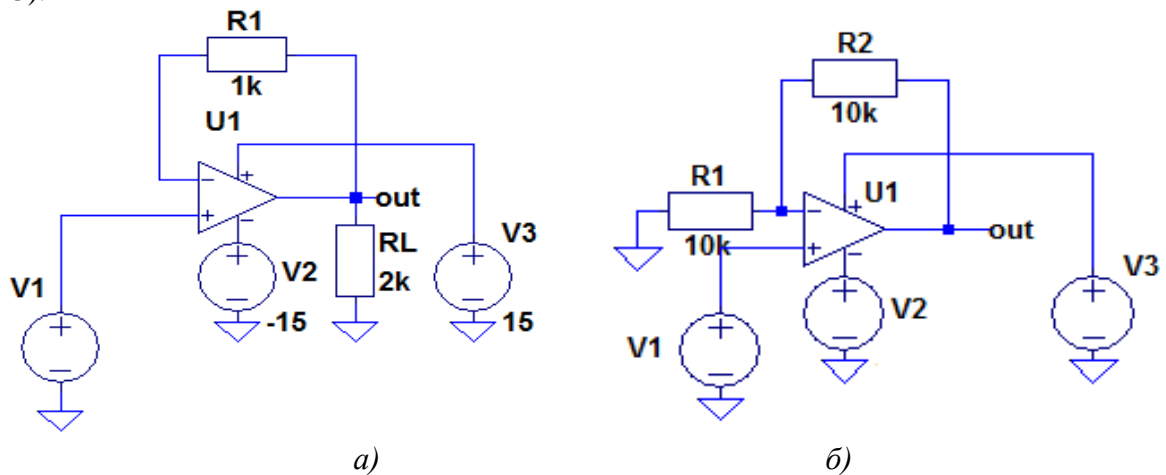 R1
1k
U1
+
−
+
−
out
RL
2k
V3
+
−
15
V2
+
−
-15
V1
+
−
а)
R2
10k
R1
10k
U1
+
−
+
−
out
V3
+
−
V2
+
−
V1
+
−
б)